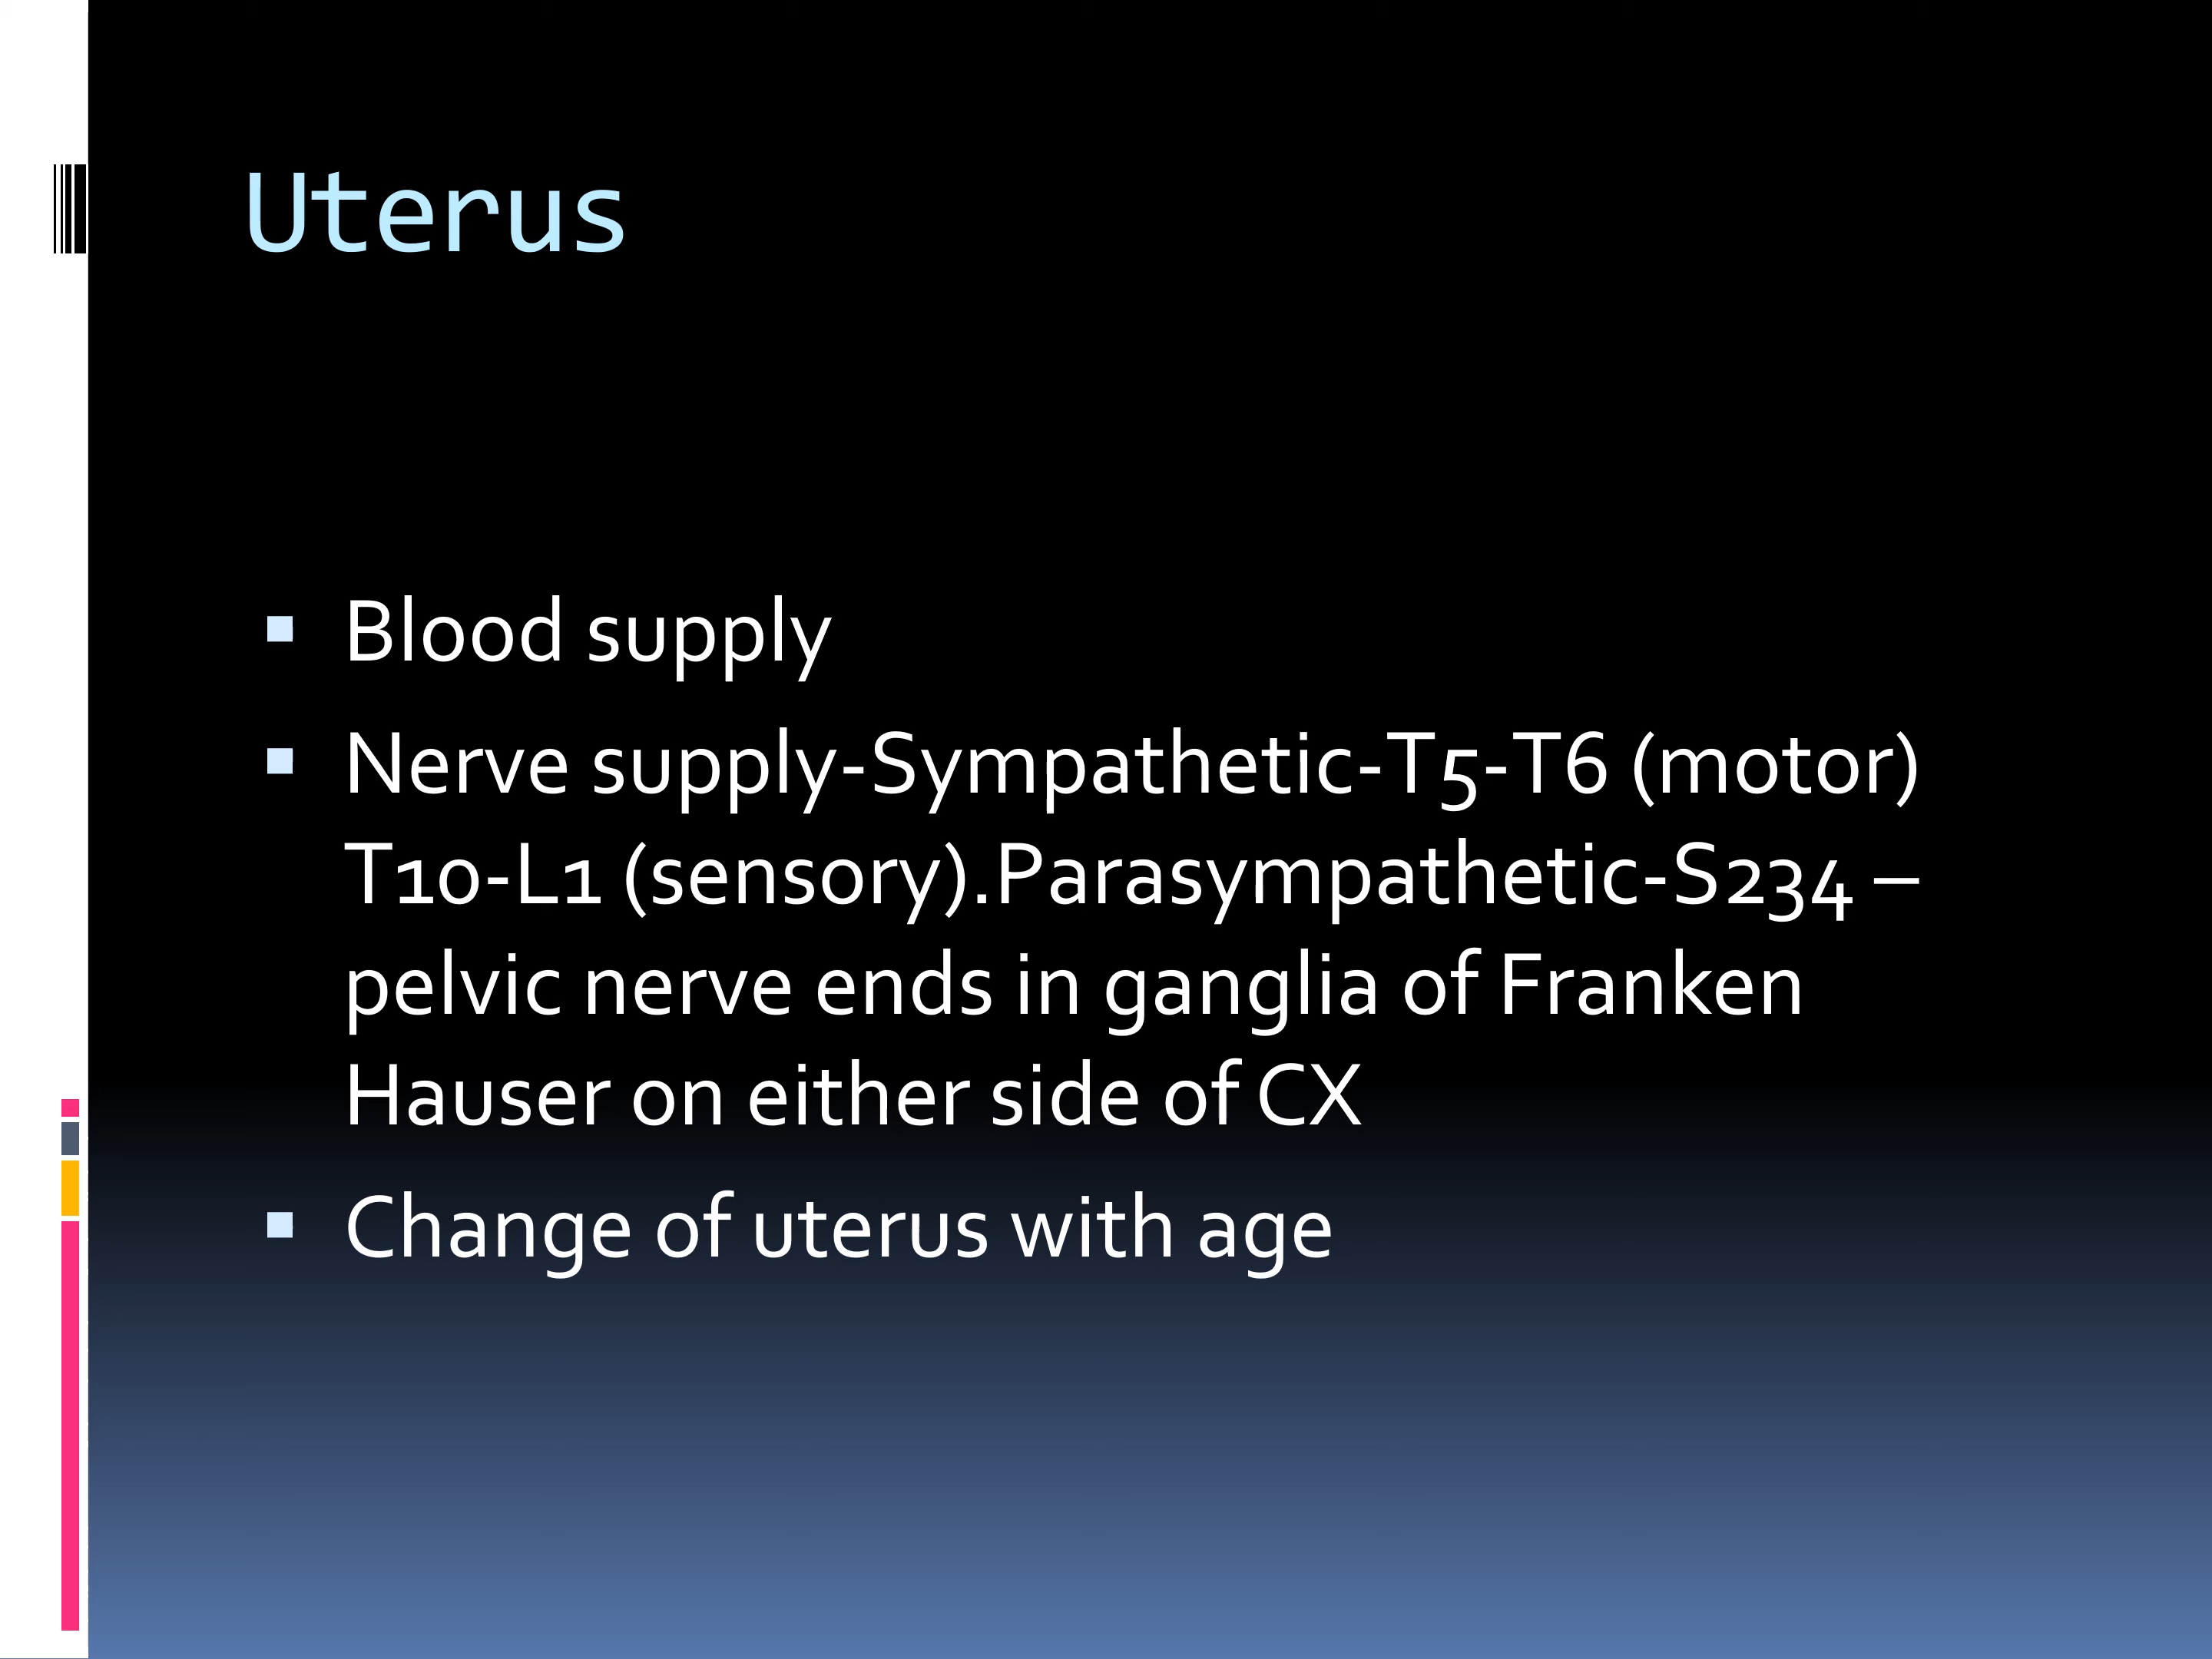 Uterus
Blood supply
Nerve supply-Sympathetic-T5-T6 (motor)
T10-L1 (sensory).Parasympathetic-S234 –
pelvic nerve ends in ganglia of Franken
Hauser on either side of CX
Change of uterus with age